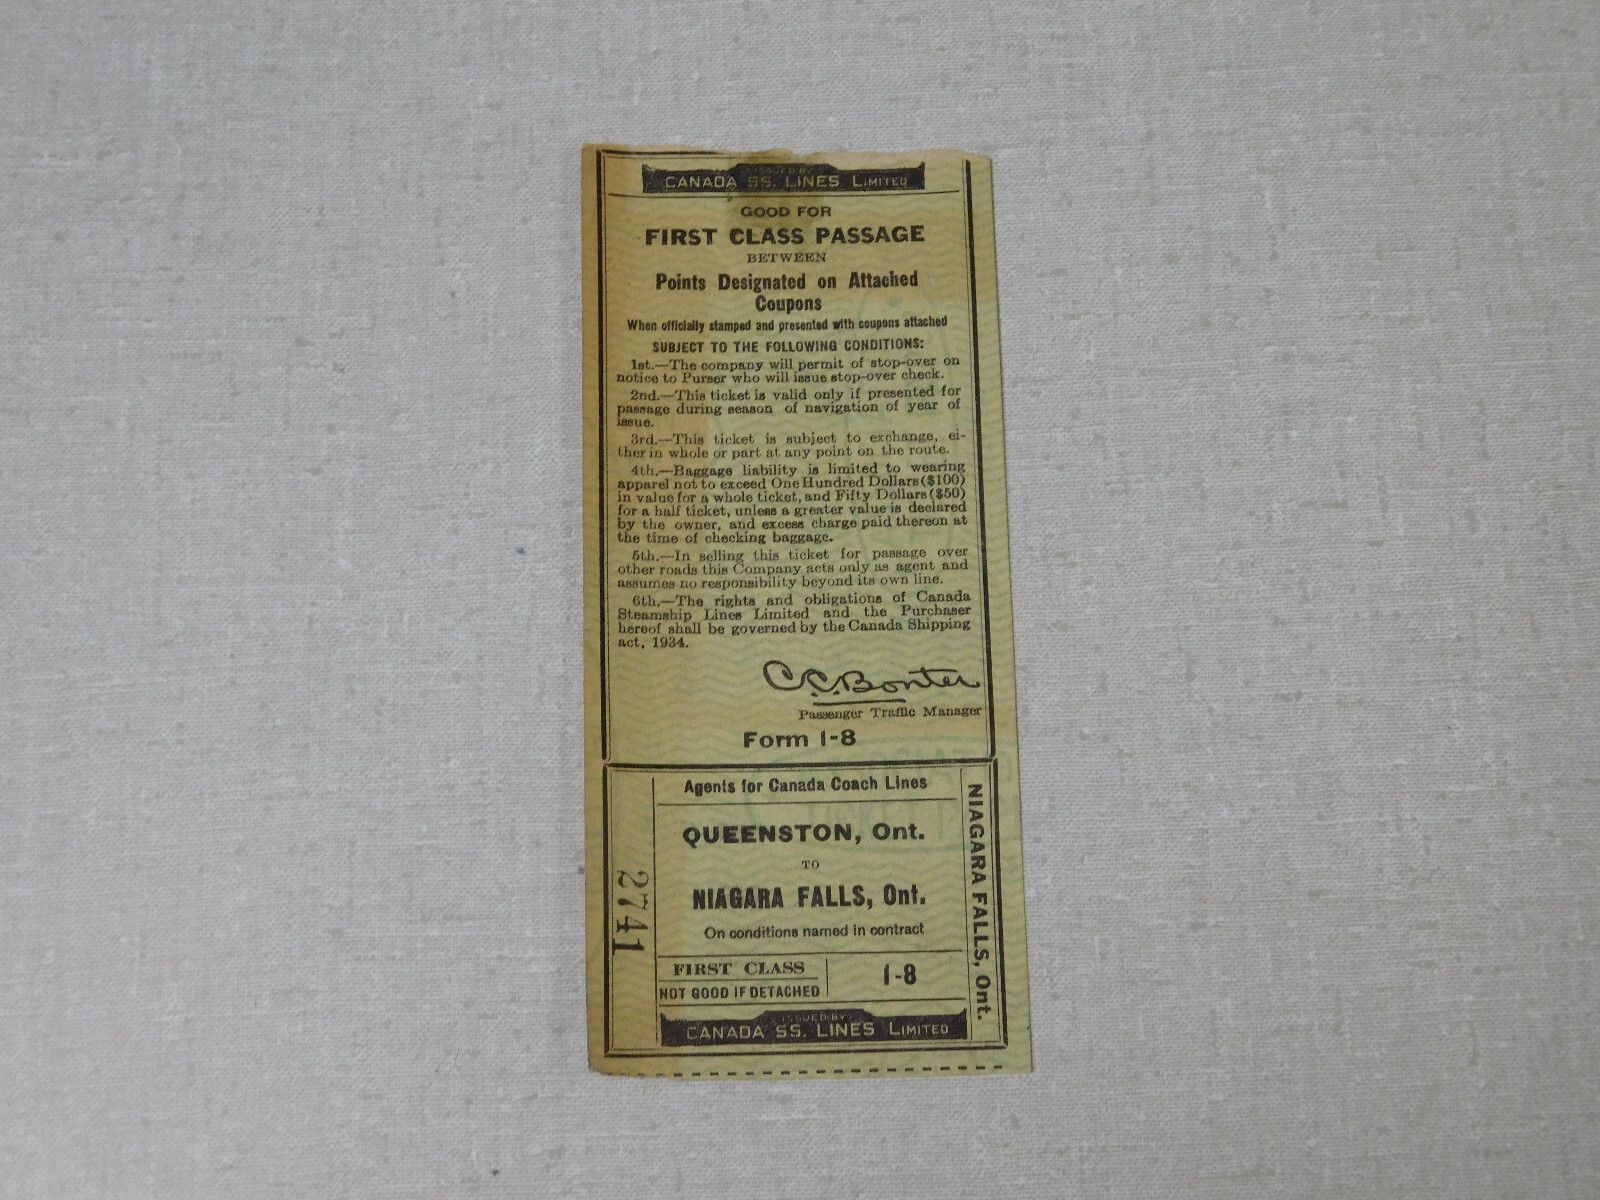 ISSUED BY
CANADA SS. LINES LIMITED
GOOD FOR
FIRST CLASS PASSAGE
BETWEEN
Points Designated on Attached
Coupons
When officially stamped and presented with coupons attached
SUBJECT TO THE FOLLOWING CONDITIONS:
1st.—The company will permit of stop-over on
notice to Purser who will issue stop-over check.
2nd.—This ticket is valid only if presented for
passage during season of navigation of year of
issue.
3rd.—This ticket is subject to exchange, ei-
ther in whole or part at any point on the route.
4th.—Baggage liability is limited to wearing
apparel not to exceed One Hundred Dollars ($100)
in value for a whole ticket, and Fifty Dollars ($50)
for a half ticket, unless a greater value is declared
by the owner, and excess charge paid thereon at
the time of checking baggage.
5th.—In selling this ticket for passage over
other roads this Company acts only as agent and
assumes no responsibility beyond its own line.
6th.—The rights and obligations of Canada
Steamship Lines Limited and the Purchaser
hereof shall be governed by the Canada Shipping
act, 1934.
C.C. Bonter
Passenger Traffic Manager
Form 1-8
Agents for Canada Coach Lines
QUEENSTON, Ont.
TO
NIAGARA FALLS, Ont.
On conditions named in contract
FIRST CLASS
NOT GOOD IF DETACHED
1-8
ISSUED BY
CANADA SS. LINES LIMITED
2741
NIAGARA FALLS, Ont.